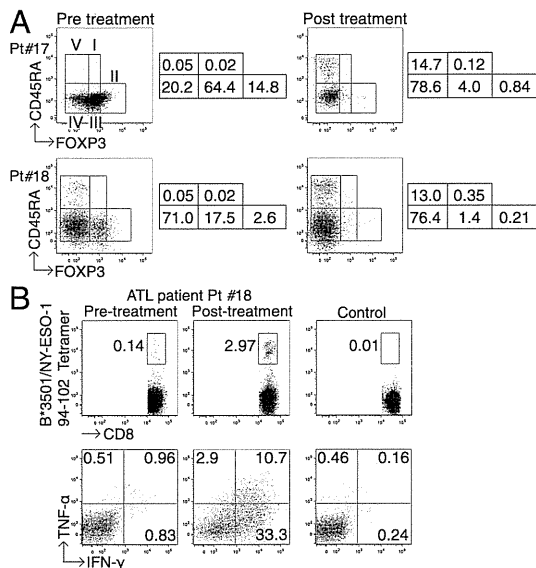 A
Pre treatment
Post treatment
Pt#17
V I
II
IV III
CD45RA
FOXP3
0.05 0.02
20.2 64.4 14.8
CD45RA
FOXP3
14.7 0.12
78.6 4.0 0.84
Pt#18
CD45RA
FOXP3
0.05 0.02
71.0 17.5 2.6
CD45RA
FOXP3
13.0 0.35
76.4 1.4 0.21
B
ATL patient Pt #18
Pre-treatment Post-treatment Control
B*3501/NY-ESO-1
94-102 Tetramer
0.14
2.97
0.01
CD8
0.51 0.96
0.83
2.9 10.7
33.3
0.46 0.16
0.24
TNF-α
IFN-γ